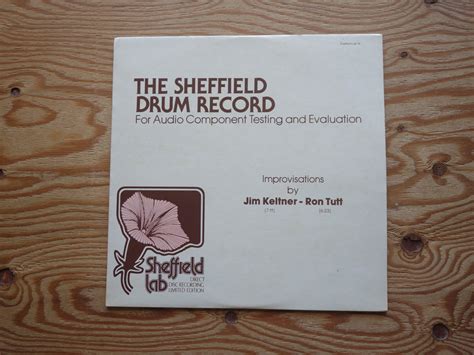 THE SHEFFIELD
DRUM RECORD
For Audio Component Testing and Evaluation
Improvisations
by
Jim Keltner - Ron Tutt
Sheffield
lab
DIRECT
DISC RECORDING
LIMITED EDITION